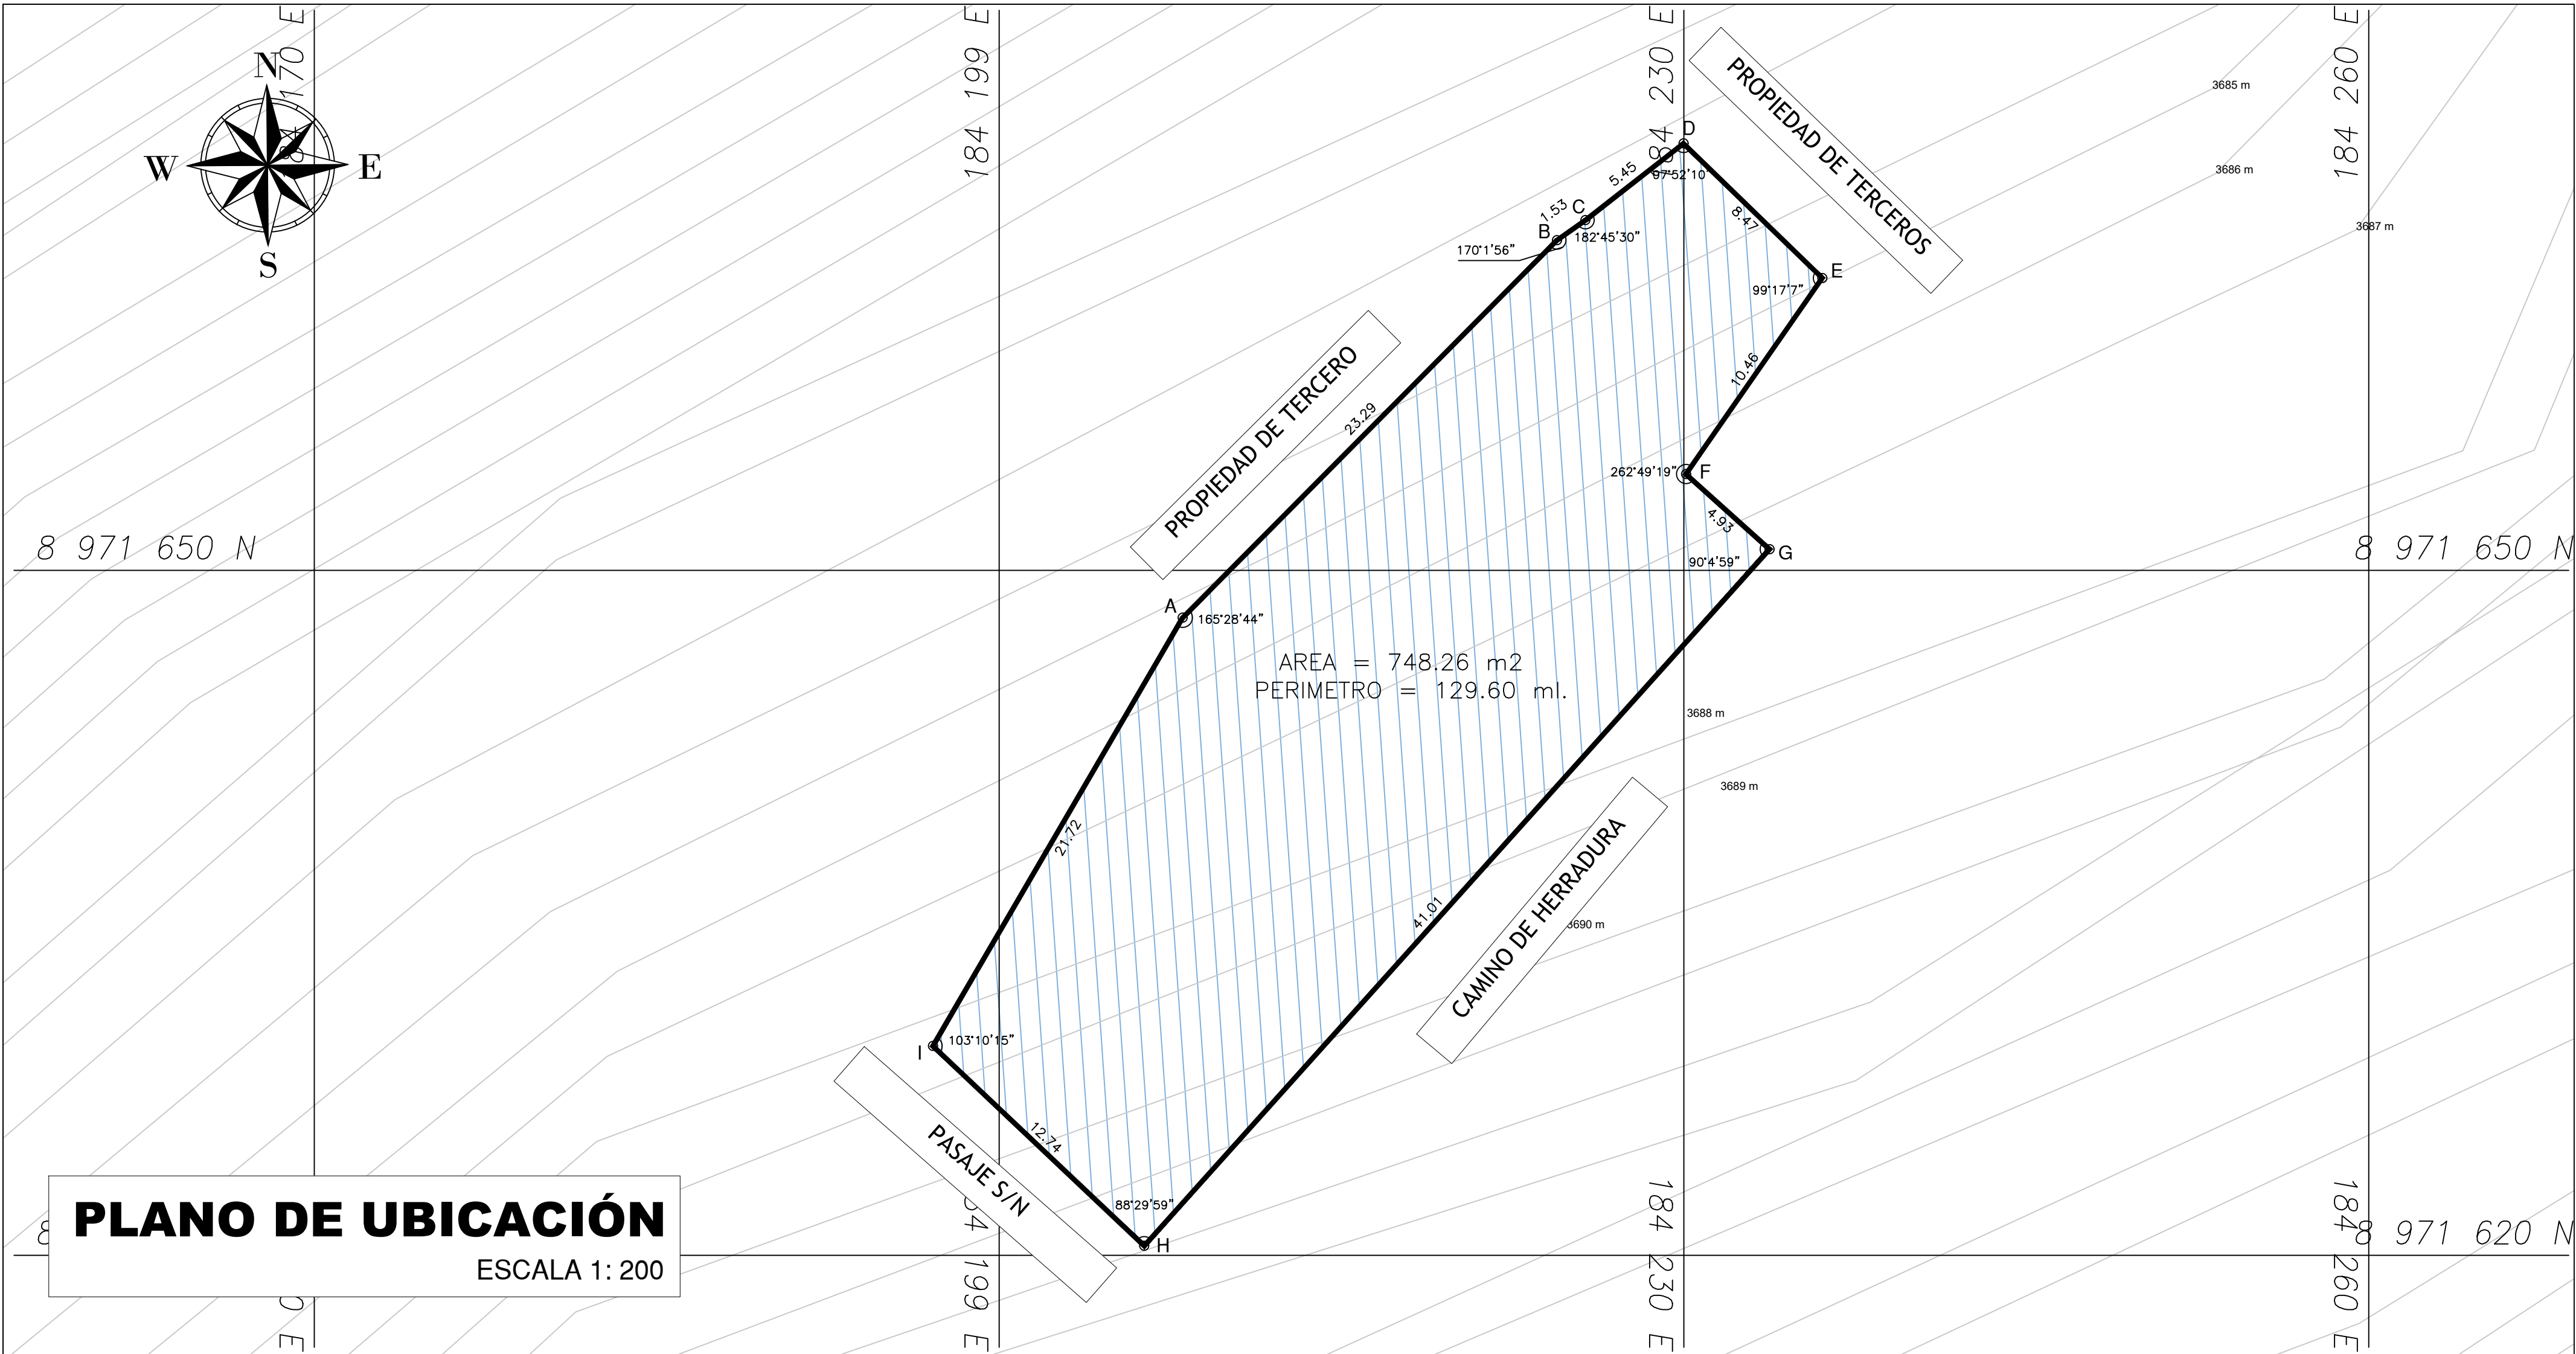 184 199 E
184 230 E
184 260 E
N
W
E
S
3685 m
3686 m
3687 m
PROPIEDAD DE TERCEROS
D
5.45
97°52'10"
8.47
1.53
C
B
182°45'30"
170°1'56"
E
99°17'7"
PROPIEDAD DE TERCERO
23.29
10.46
262°49'19"
F
4.93
8 971 650 N
8 971 650 N
G
90°4'59"
A
165°28'44"
AREA = 748.26 m2
PERIMETRO = 129.60 ml.
3688 m
3689 m
21.72
CAMINO DE HERRADURA
3690 m
41.01
I
103°10'15"
12.74
PASAJE S/N
88°29'59"
H
PLANO DE UBICACIÓN
ESCALA 1: 200
8 971 620 N
199 E
184 230 E
184 260 E